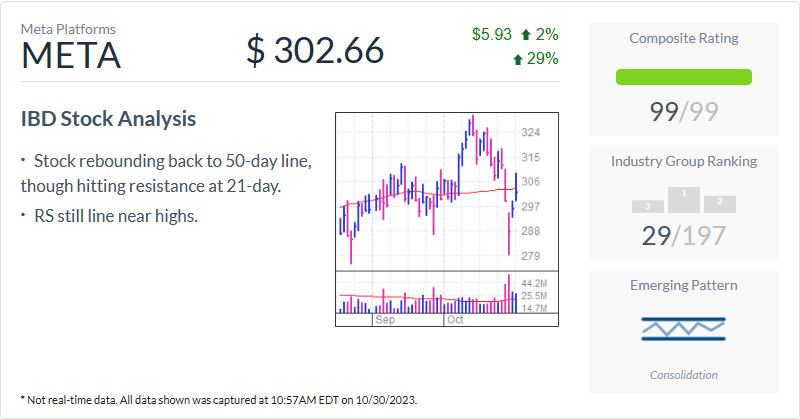 Meta Platforms
META
$ 302.66
$5.93 2%
29%
IBD Stock Analysis
· Stock rebounding back to 50-day line,
though hitting resistance at 21-day.
· RS still line near highs.
324
315
306
297
288
279
44.2M
25.5M
14.7M
Sep Oct
Composite Rating
99/99
Industry Group Ranking
3 1 2
29/197
Emerging Pattern
Consolidation
* Not real-time data. All data shown was captured at 10:57AM EDT on 10/30/2023.